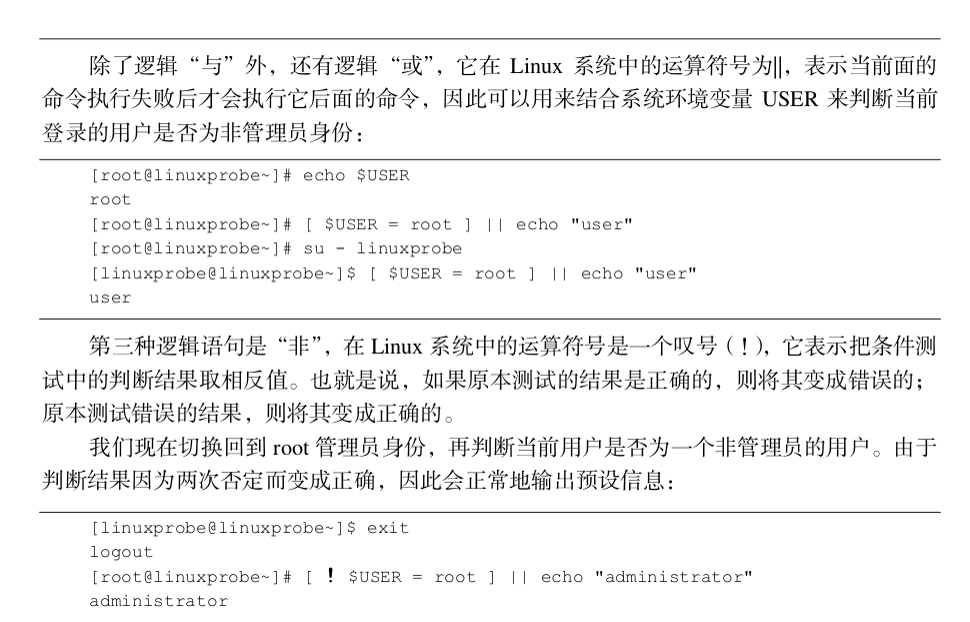 除了逻辑“与”外，还有逻辑“或”，它在 Linux 系统中的运算符号为||，表示当前面的
命令执行失败后才会执行它后面的命令，因此可以用来结合系统环境变量 USER 来判断当前
登录的用户是否为非管理员身份：
[root@linuxprobe~]# echo $USER
root
[root@linuxprobe~]# [ $USER = root ] || echo "user"
[root@linuxprobe~]# su - linuxprobe
[linuxprobe@linuxprobe~]$ [ $USER = root ] || echo "user"
user
第三种逻辑语句是“非”，在 Linux 系统中的运算符号是一个叹号（！），它表示把条件测
试中的判断结果取相反值。也就是说，如果原本测试的结果是正确的，则将其变成错误的；
原本测试错误的结果，则将其变成正确的。
我们现在切换回到 root 管理员身份，再判断当前用户是否为一个非管理员的用户。由于
判断结果因为两次否定而变成正确，因此会正常地输出预设信息：
[linuxprobe@linuxprobe~]$ exit
logout
[root@linuxprobe~]# [ ！ $USER = root ] || echo "administrator"
administrator